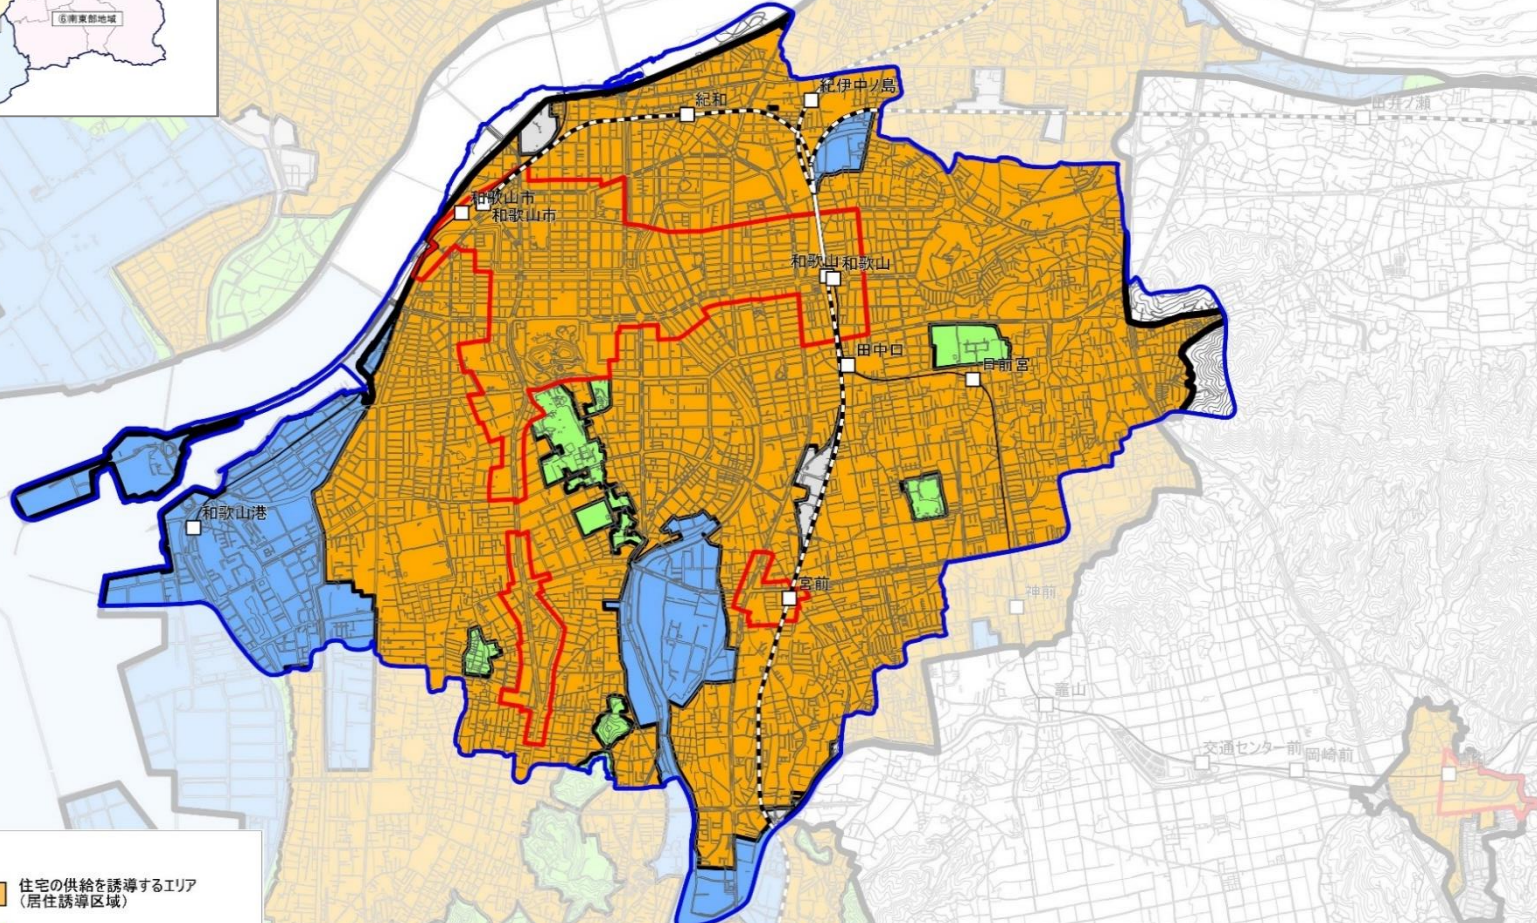 ⑥南東部地域
紀伊中ノ島
紀和
田井ノ瀬
和歌山市
和歌山市
和歌山
和歌山
田中口
日前宮
和歌山港
宮前
神前
竈山
交通センター前
岡崎前
住宅の供給を誘導するエリア
（居住誘導区域）